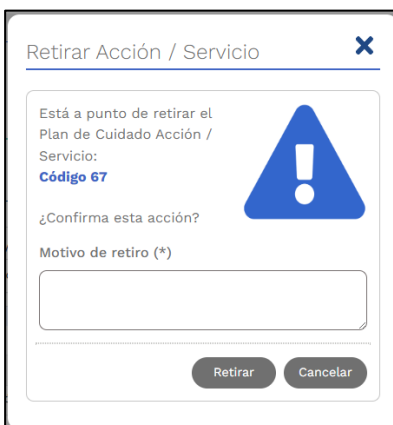 Retirar Acción / Servicio
Está a punto de retirar el
Plan de Cuidado Acción /
Servicio:
Código 67
¿Confirma esta acción?
Motivo de retiro (*)
Retirar
Cancelar